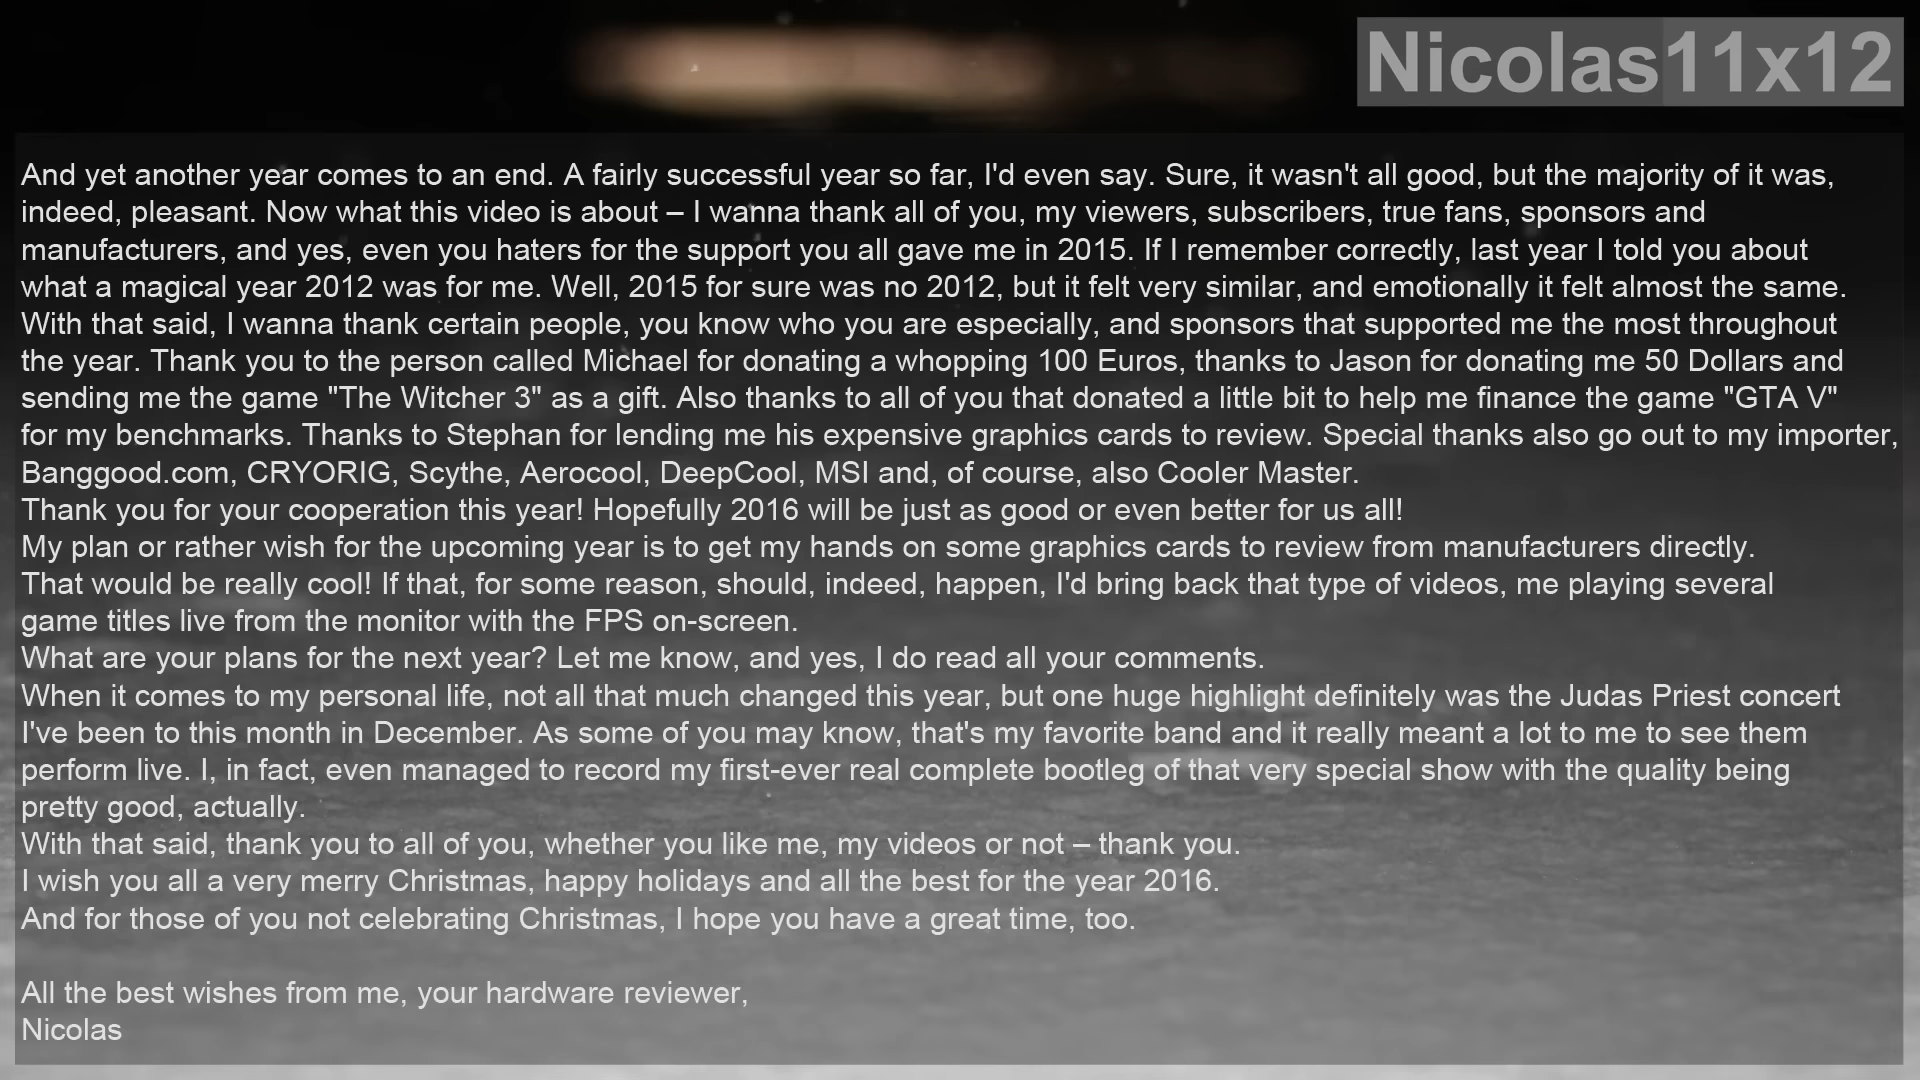 Nicolas11x12
And yet another year comes to an end. A fairly successful year so far, I'd even say. Sure, it wasn't all good, but the majority of it was,
indeed, pleasant. Now what this video is about – I wanna thank all of you, my viewers, subscribers, true fans, sponsors and
manufacturers, and yes, even you haters for the support you all gave me in 2015. If I remember correctly, last year I told you about
what a magical year 2012 was for me. Well, 2015 for sure was no 2012, but it felt very similar, and emotionally it felt almost the same.
With that said, I wanna thank certain people, you know who you are especially, and sponsors that supported me the most throughout
the year. Thank you to the person called Michael for donating a whopping 100 Euros, thanks to Jason for donating me 50 Dollars and
sending me the game "The Witcher 3" as a gift. Also thanks to all of you that donated a little bit to help me finance the game "GTA V"
for my benchmarks. Thanks to Stephan for lending me his expensive graphics cards to review. Special thanks also go out to my importer,
Banggood.com, CRYORIG, Scythe, Aerocool, DeepCool, MSI and, of course, also Cooler Master.
Thank you for your cooperation this year! Hopefully 2016 will be just as good or even better for us all!
My plan or rather wish for the upcoming year is to get my hands on some graphics cards to review from manufacturers directly.
That would be really cool! If that, for some reason, should, indeed, happen, I'd bring back that type of videos, me playing several
game titles live from the monitor with the FPS on-screen.
What are your plans for the next year? Let me know, and yes, I do read all your comments.
When it comes to my personal life, not all that much changed this year, but one huge highlight definitely was the Judas Priest concert
I've been to this month in December. As some of you may know, that's my favorite band and it really meant a lot to me to see them
perform live. I, in fact, even managed to record my first-ever real complete bootleg of that very special show with the quality being
pretty good, actually.
With that said, thank you to all of you, whether you like me, my videos or not – thank you.
I wish you all a very merry Christmas, happy holidays and all the best for the year 2016.
And for those of you not celebrating Christmas, I hope you have a great time, too.
All the best wishes from me, your hardware reviewer,
Nicolas